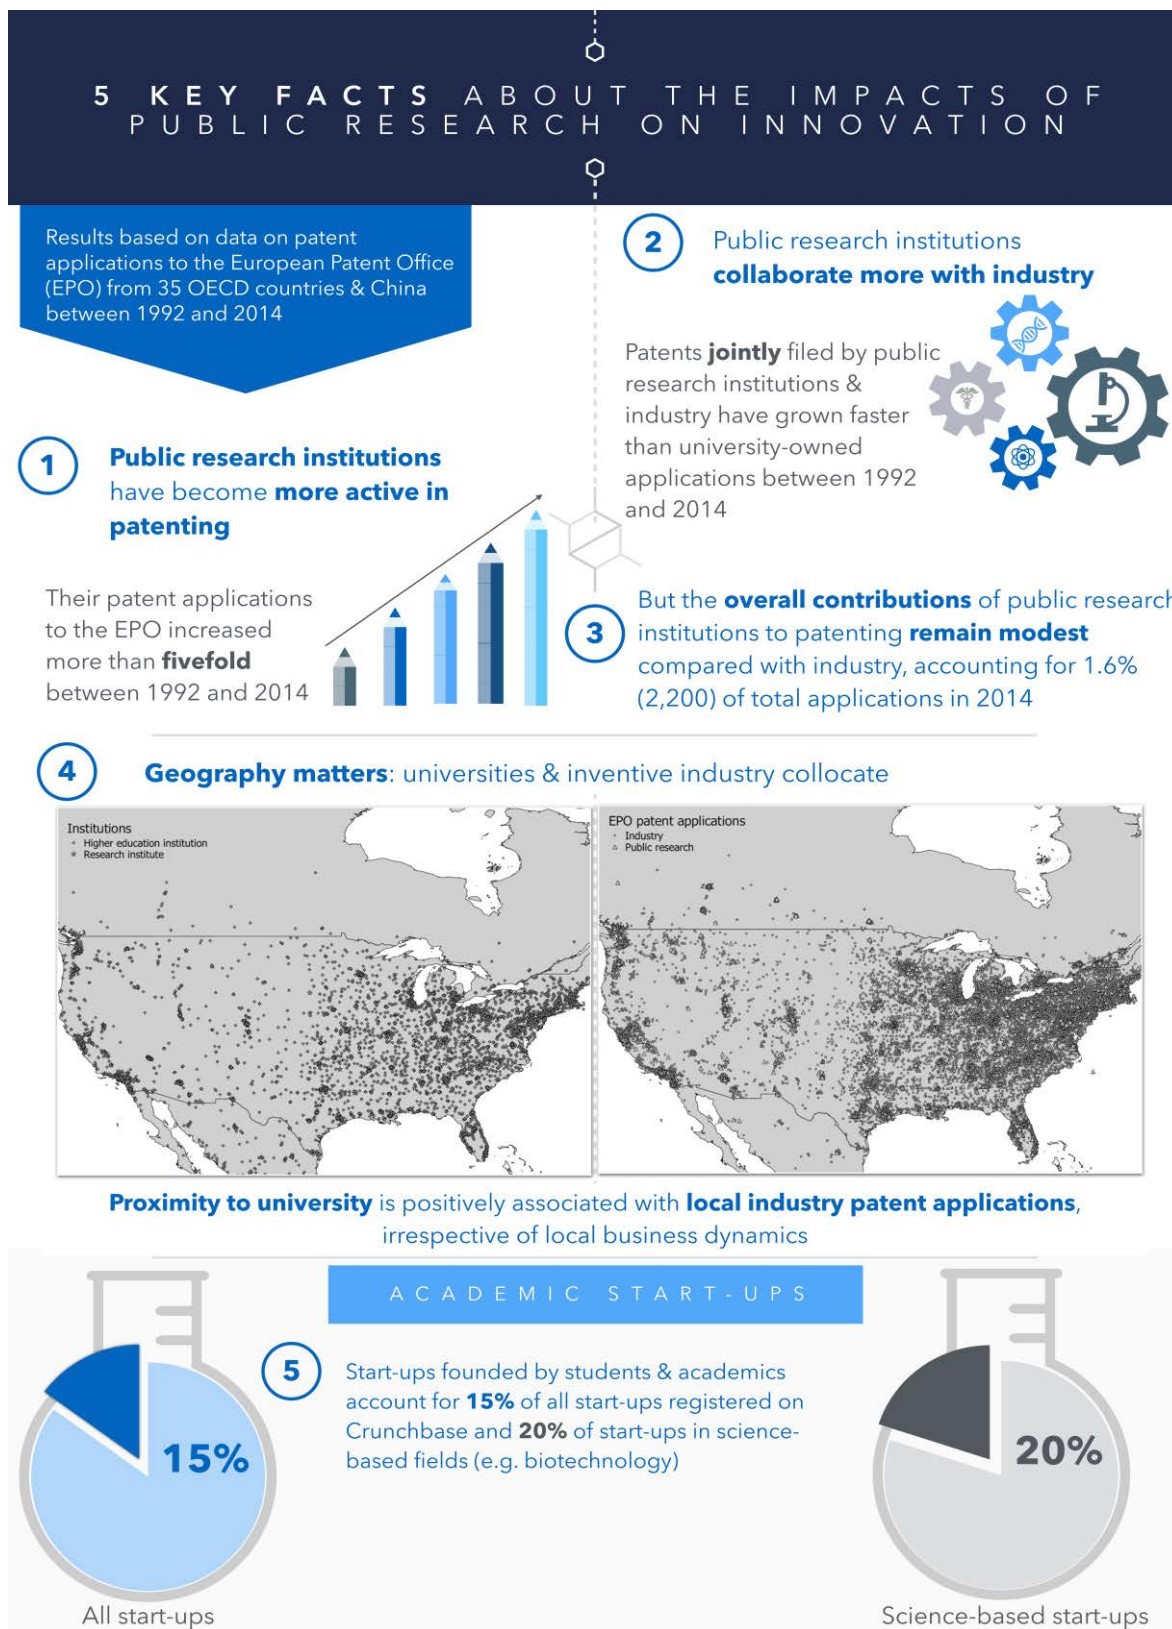 5 KEY FACTS ABOUT THE IMPACTS OF
PUBLIC RESEARCH ON INNOVATION
Results based on data on patent
applications to the European Patent Office
(EPO) from 35 OECD countries & China
between 1992 and 2014
1
Public research institutions
have become more active in
patenting
Their patent applications
to the EPO increased
more than fivefold
between 1992 and 2014
2
Public research institutions
collaborate more with industry
Patents jointly filed by public
research institutions &
industry have grown faster
than university-owned
applications between 1992
and 2014
3
But the overall contributions of public research
institutions to patenting remain modest
compared with industry, accounting for 1.6%
(2,200) of total applications in 2014
4
Geography matters: universities & inventive industry collocate
Institutions
Higher education institution
Research institute
EPO patent applications
Industry
Public research
Proximity to university is positively associated with local industry patent applications,
irrespective of local business dynamics
ACADEMIC START-UPS
5
Start-ups founded by students & academics
account for 15% of all start-ups registered on
Crunchbase and 20% of start-ups in science-
based fields (e.g. biotechnology)
15%
All start-ups
20%
Science-based start-ups